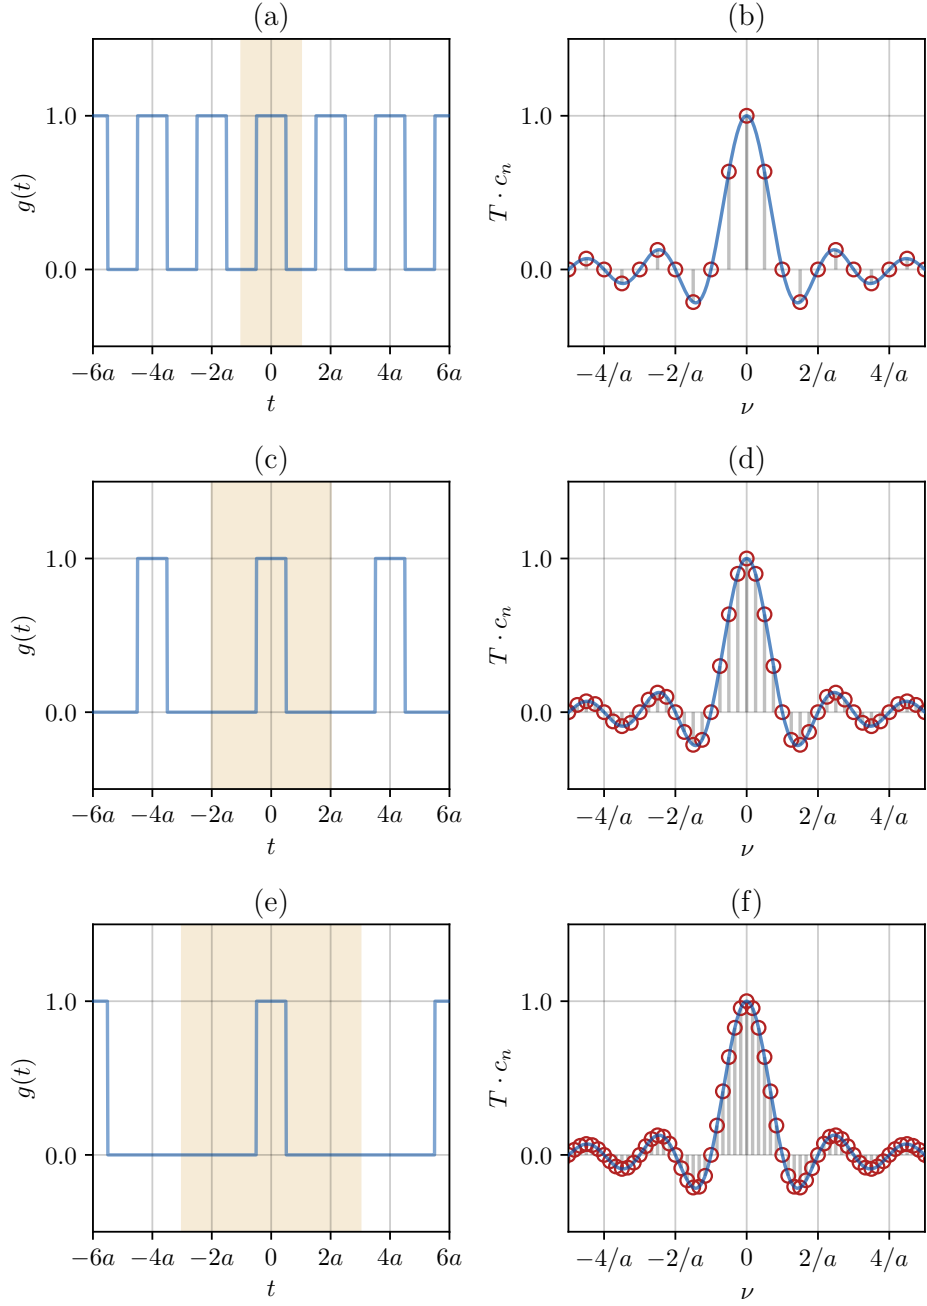 (a)
1.0
0.0
g(t)
−6a −4a −2a 0 2a 4a 6a
t
(b)
1.0
0.0
T · c_n
−4/a −2/a 0 2/a 4/a
ν
(c)
1.0
0.0
g(t)
−6a −4a −2a 0 2a 4a 6a
t
(d)
1.0
0.0
T · c_n
−4/a −2/a 0 2/a 4/a
ν
(e)
1.0
0.0
g(t)
−6a −4a −2a 0 2a 4a 6a
t
(f)
1.0
0.0
T · c_n
−4/a −2/a 0 2/a 4/a
ν